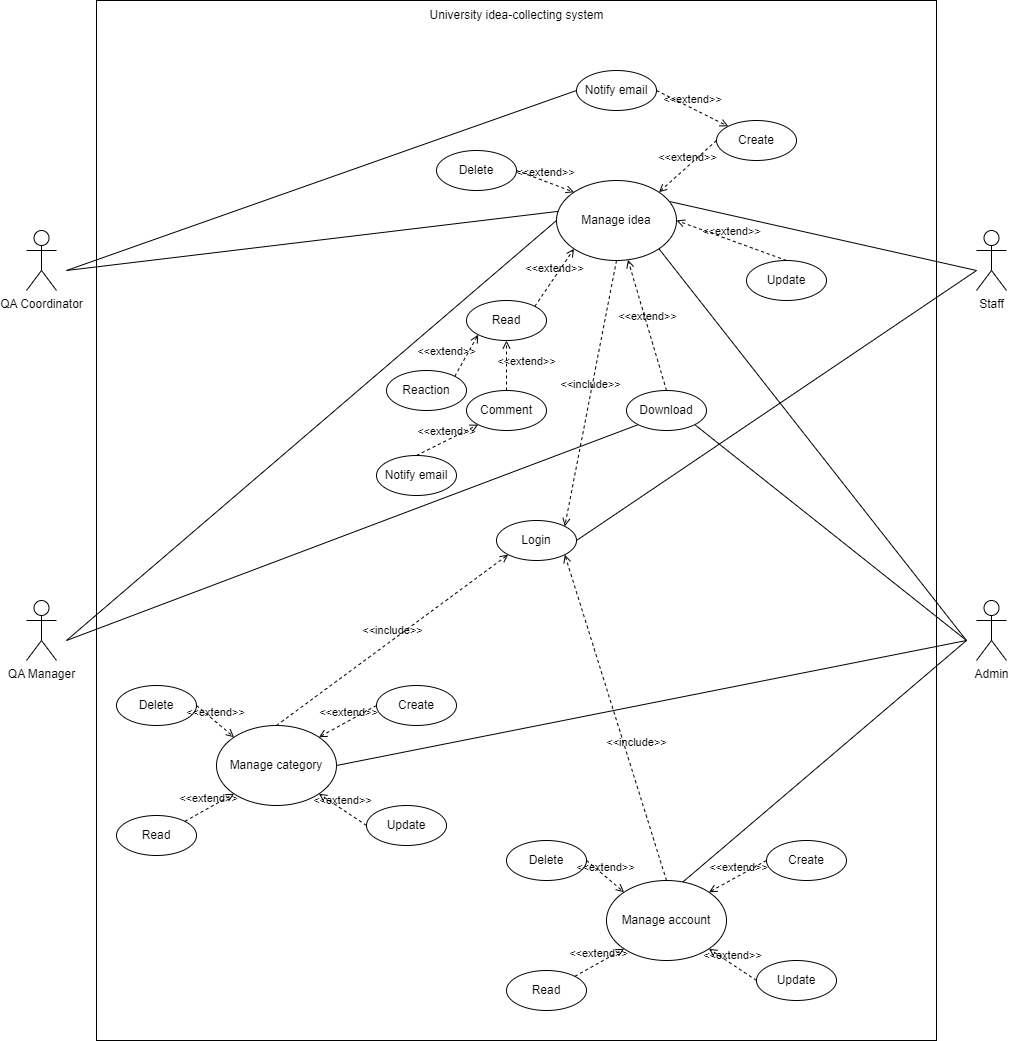 University idea-collecting system
Notify email
<<extend>>
Create
<<extend>>
Delete
<<extend>>
Manage idea
<<extend>>
Update
QA Coordinator
Staff
<<extend>>
Read
<<extend>>
<<extend>>
<<extend>>
Reaction
<<include>>
Comment
Download
<<extend>>
Notify email
Login
<<include>>
QA Manager
Admin
Delete
<<extend>>
<<extend>>
Create
Manage category
<<include>>
<<extend>>
<<extend>>
Read
Update
Delete
<<extend>>
<<extend>>
Create
Manage account
<<extend>>
<<extend>>
Read
Update